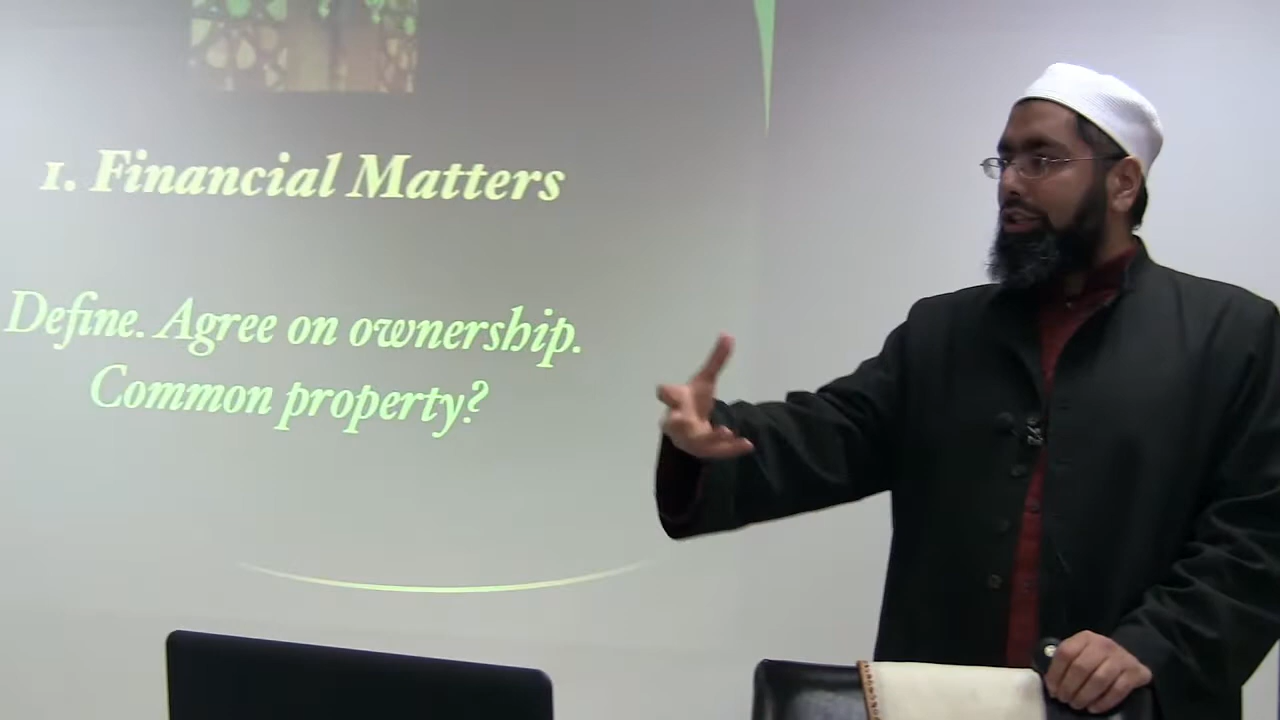 1. Financial Matters
Define. Agree on ownership.
Common property?